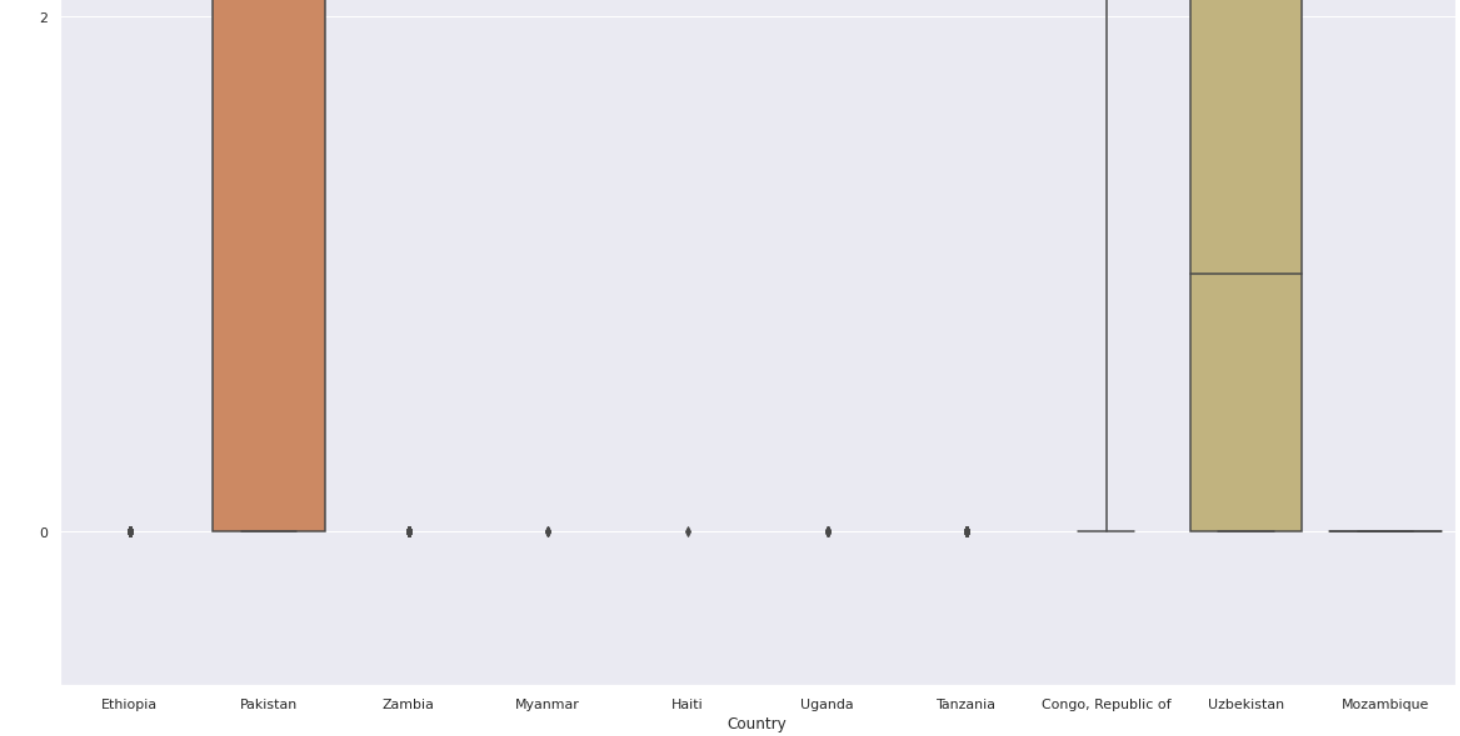 2
0
Ethiopia Pakistan Zambia Myanmar Haiti Uganda Tanzania Congo, Republic of Uzbekistan Mozambique
Country